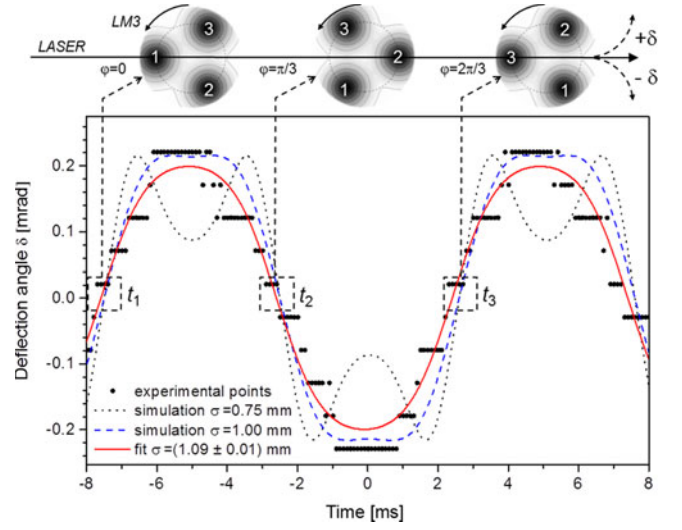 LM3
LASER
φ=0
1
3
2
φ=π/3
3
2
1
φ=2π/3
3
2
1
+δ
- δ
Deflection angle δ [mrad]
0.2
0.1
0.0
-0.1
-0.2
t1
t2
t3
experimental points
simulation σ=0.75 mm
simulation σ=1.00 mm
fit σ=(1.09 ± 0.01) mm
-8
-6
-4
-2
0
2
4
6
8
Time [ms]